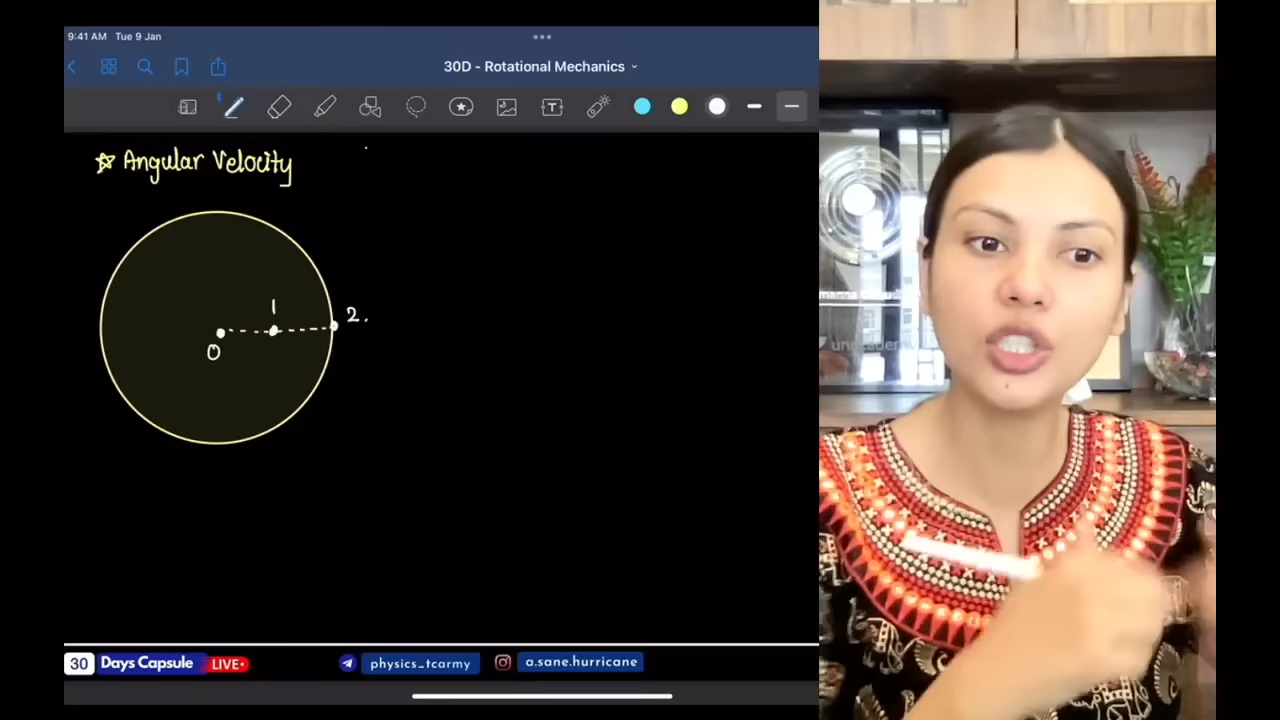 9:41 AM Tue 9 Jan
30D - Rotational Mechanics
T
☆ Angular Velocity
1
2.
O
30 Days Capsule LIVE
physics_tcarmy
a.sane.hurricane